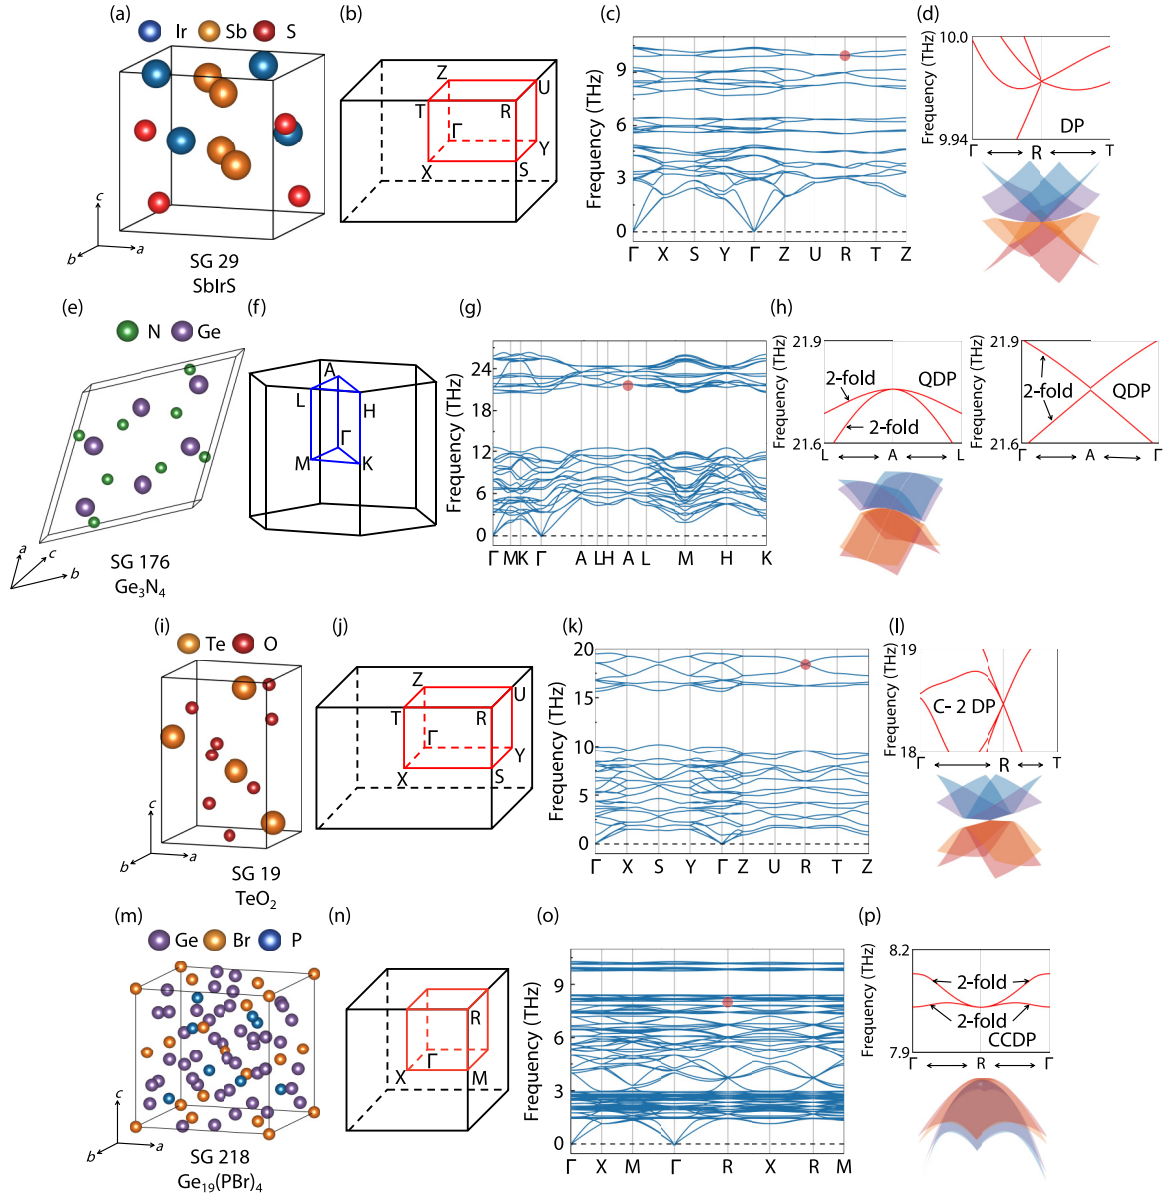 (a) Ir Sb S
c
b a
SG 29
SbIrS
(b)
Z U
T R
Γ
Y
X S
(c)
Frequency (THz)
9
6
3
0
Γ X S Y Γ Z U R T Z
(d)
Frequency (THz)
10.0
9.94
DP
Γ R T
(e)
N Ge
a c
b
SG 176
Ge₃N₄
(f)
A
L H
Γ
M K
(g)
Frequency (THz)
24
18
12
6
0
Γ M K Γ A L H A L M H K
(h)
Frequency (THz)
21.9
21.6
2-fold QDP
2-fold
L A L
Frequency (THz)
21.9
21.6
2-fold QDP
Γ A Γ
(i)
Te O
c
b a
SG 19
TeO₂
(j)
Z U
T R
Γ
Y
X S
(k)
Frequency (THz)
20
15
10
5
0
Γ X S Y Γ Z U R T Z
(l)
Frequency (THz)
19
18
C- 2 DP
Γ R T
(m)
Ge Br P
c
b a
SG 218
Ge₁₉(PBr)₄
(n)
R
Γ
X M
(o)
Frequency (THz)
9
6
3
0
Γ X M Γ R X R M
(p)
Frequency (THz)
8.2
7.9
2-fold
2-fold
CCDP
Γ R Γ